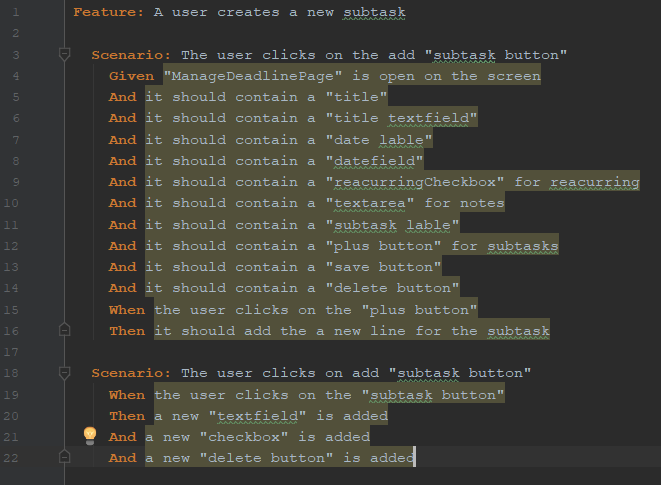 1 Feature: A user creates a new subtask
2
3 Scenario: The user clicks on the add "subtask button"
4 Given "ManageDeadlinePage" is open on the screen
5 And it should contain a "title"
6 And it should contain a "title textfield"
7 And it should contain a "date lable"
8 And it should contain a "datefield"
9 And it should contain a "reacurringCheckbox" for reacurring
10 And it should contain a "textarea" for notes
11 And it should contain a "subtask lable"
12 And it should contain a "plus button" for subtasks
13 And it should contain a "save button"
14 And it should contain a "delete button"
15 When the user clicks on the "plus button"
16 Then it should add the a new line for the subtask
17
18 Scenario: The user clicks on add "subtask button"
19 When the user clicks on the "subtask button"
20 Then a new "textfield" is added
21 And a new "checkbox" is added
22 And a new "delete button" is added